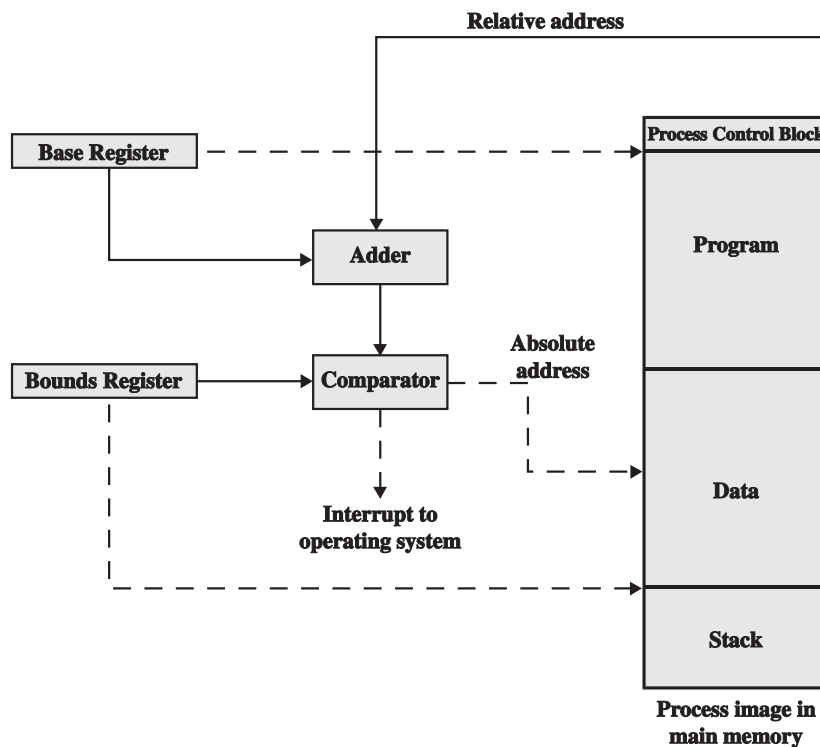 Relative address
Process Control Block
Base Register
Program
Adder
Absolute
address
Bounds Register
Comparator
Data
Interrupt to
operating system
Stack
Process image in
main memory